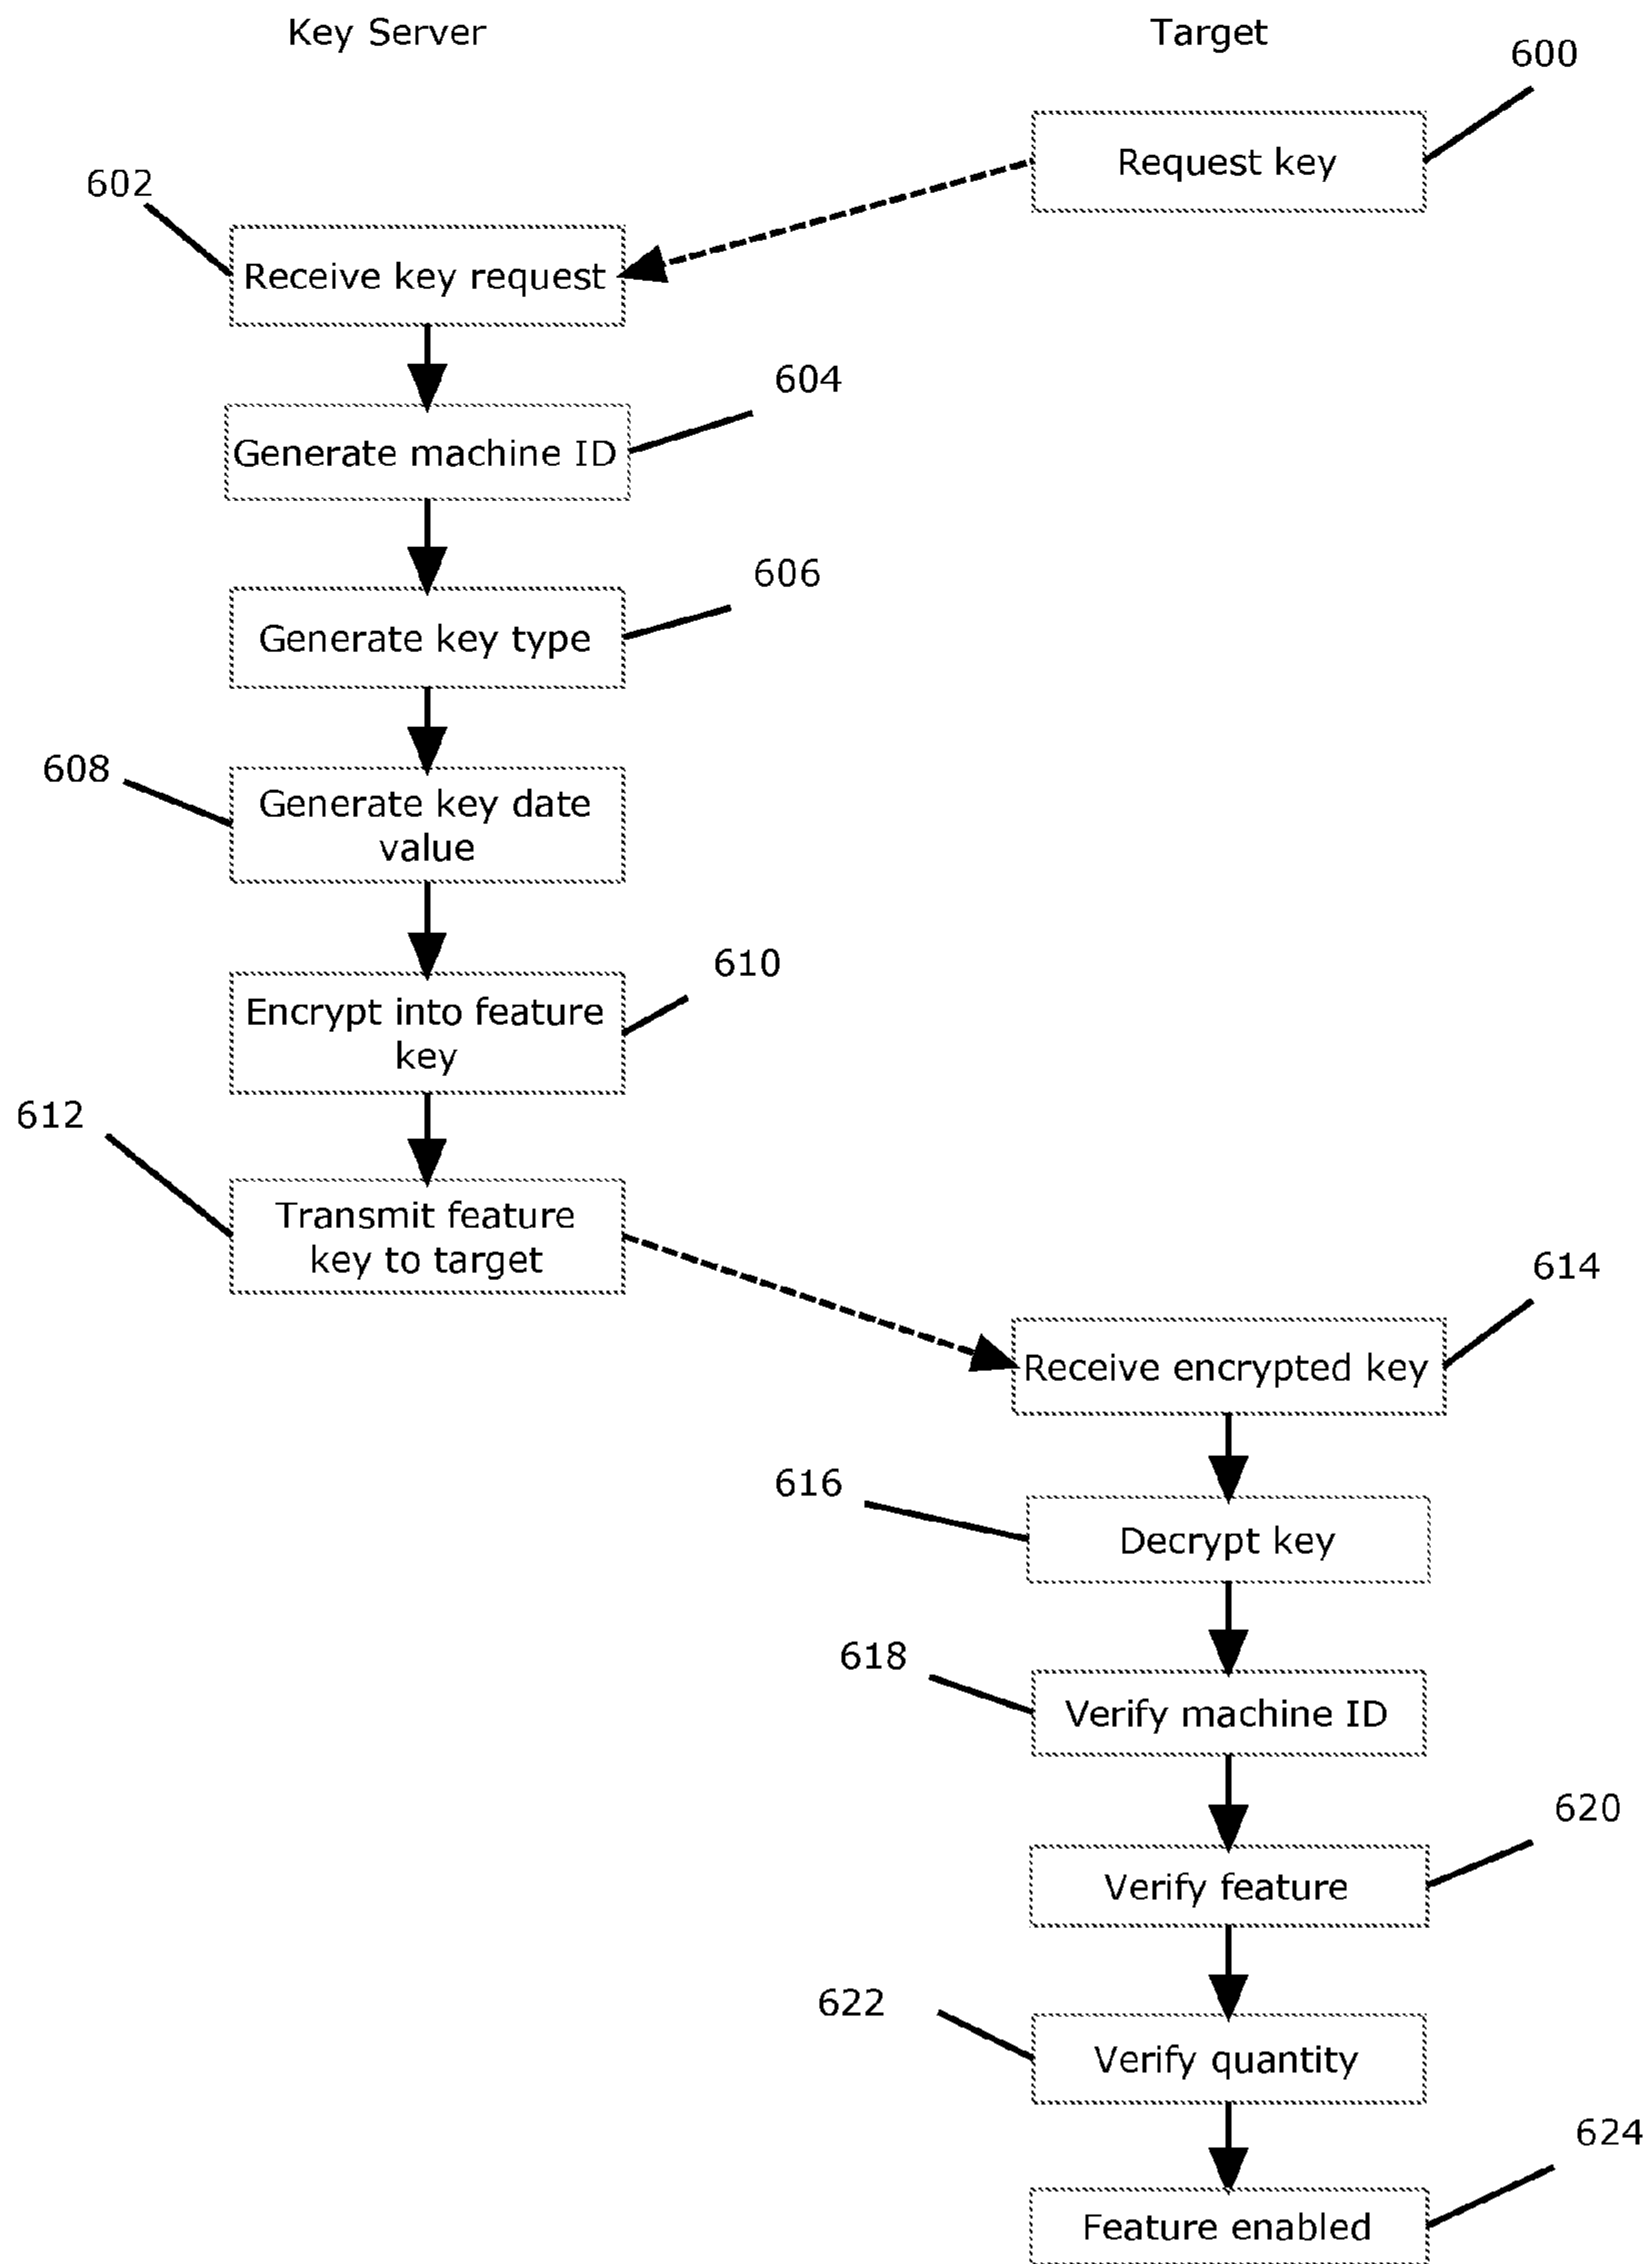 Key Server
Target
600
Request key
602
Receive key request
604
Generate machine ID
606
Generate key type
608
Generate key date
value
610
Encrypt into feature
key
612
Transmit feature
key to target
614
Receive encrypted key
616
Decrypt key
618
Verify machine ID
620
Verify feature
622
Verify quantity
624
Feature enabled